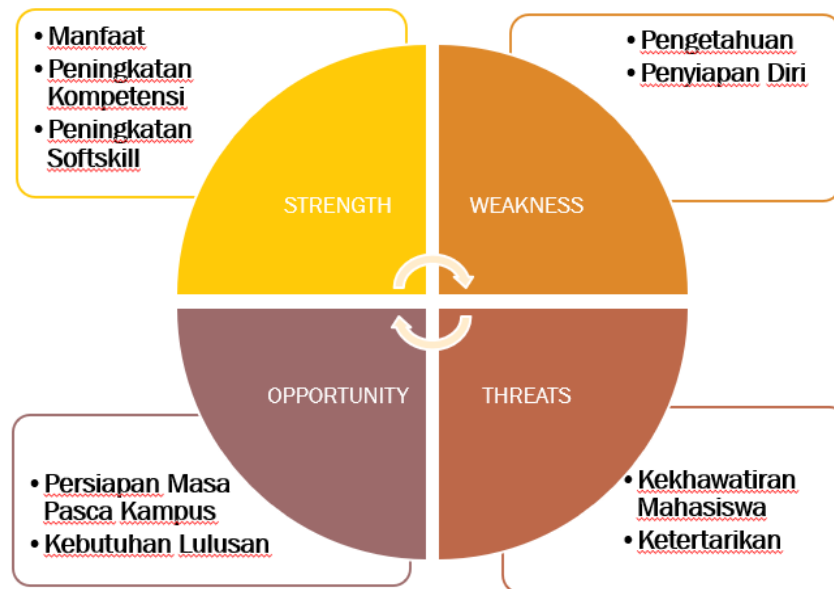 • Manfaat
• Peningkatan
Kompetensi
• Peningkatan
Softskill
• Pengetahuan
• Penyiapan Diri
STRENGTH
WEAKNESS
OPPORTUNITY
THREATS
• Persiapan Masa
Pasca Kampus
• Kebutuhan Lulusan
• Kekhawatiran
Mahasiswa
• Ketertarikan